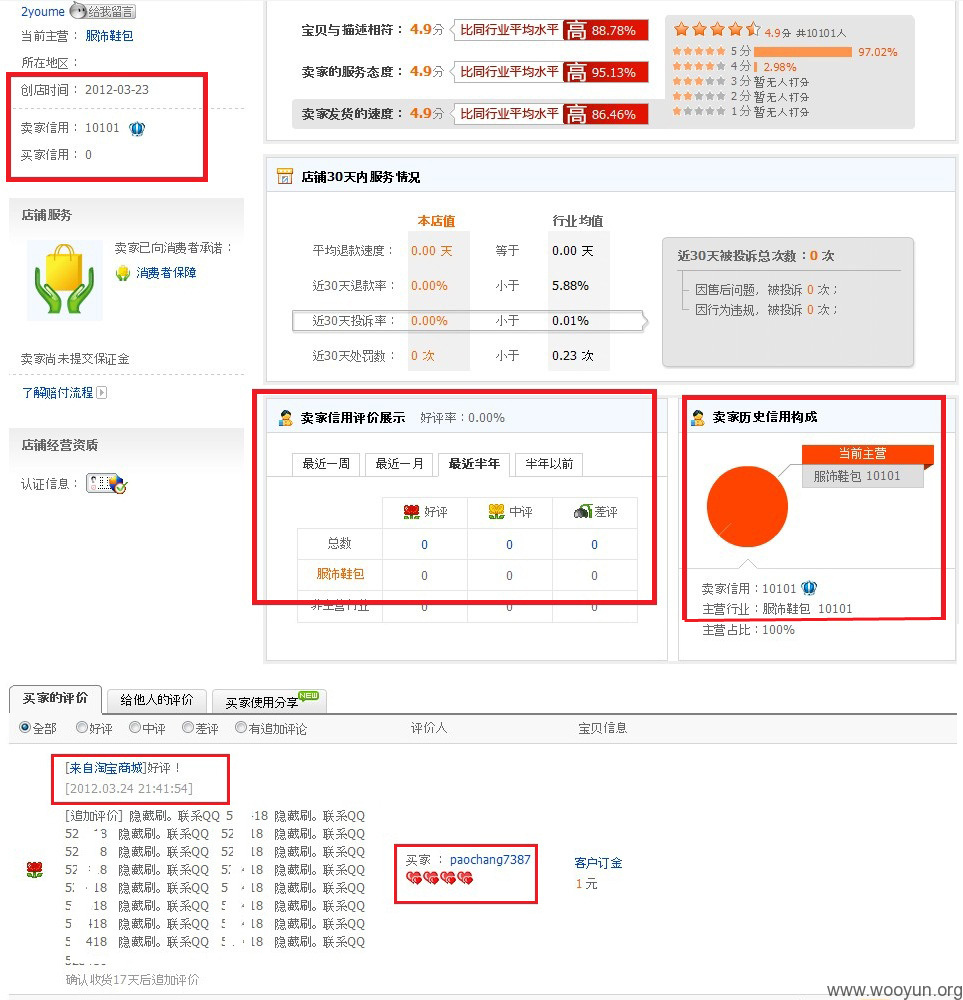 2youme 给我留言
当前主营： 服饰鞋包
所在地区：
创店时间： 2012-03-23
卖家信用： 10101
买家信用： 0
店铺服务
卖家已向消费者承诺：
消费者保障
卖家尚未提交保证金
了解赔付流程
店铺经营资质
认证信息：
宝贝与描述相符： 4.9分 比同行业平均水平 高 88.78%
卖家的服务态度： 4.9分 比同行业平均水平 高 95.13%
卖家发货的速度： 4.9分 比同行业平均水平 高 86.46%
4.9分 共10101人
5 分 97.02%
4 分 2.98%
3 分 暂无人打分
2 分 暂无人打分
1 分 暂无人打分
店铺30天内服务情况
本店值 行业均值
平均退款速度： 0.00 天 等于 0.00 天
近30天退款率： 0.00% 小于 5.88%
近30天投诉率： 0.00% 小于 0.01%
近30天处罚数： 0 次 小于 0.23 次
近30天被投诉总次数：0 次
因售后问题，被投诉 0 次；
因行为违规，被投诉 0 次；
卖家信用评价展示 好评率：0.00%
最近一周 最近一月 最近半年 半年以前
好评 中评 差评
总数 0 0 0
服饰鞋包 0 0 0
非主营行业 0 0 0
卖家历史信用构成
当前主营
服饰鞋包 10101
卖家信用：10101
主营行业：服饰鞋包 10101
主营占比：100%
买家的评价 给他人的评价 买家使用分享 NEW
全部 好评 中评 差评 有追加评论 评价人 宝贝信息
[来自淘宝商城]好评！
[2012.03.24 21:41:54]
[追加评价] 隐藏刷。联系QQ 5 418 隐藏刷。联系QQ
52 8 隐藏刷。联系QQ 52 18 隐藏刷。联系QQ
52 8 隐藏刷。联系QQ 52 18 隐藏刷。联系QQ
52 8 隐藏刷。联系QQ 5 418 隐藏刷。联系QQ
5 18 隐藏刷。联系QQ 5 418 隐藏刷。联系QQ
5 18 隐藏刷。联系QQ 5 418 隐藏刷。联系QQ
5 418 隐藏刷。联系QQ 5 418 隐藏刷。联系QQ
5 418 隐藏刷。联系QQ 5 18 隐藏刷。联系QQ
确认收货17天后追加评价
买家 ： paochang7387
客户订金
1 元
www.wooyun.org